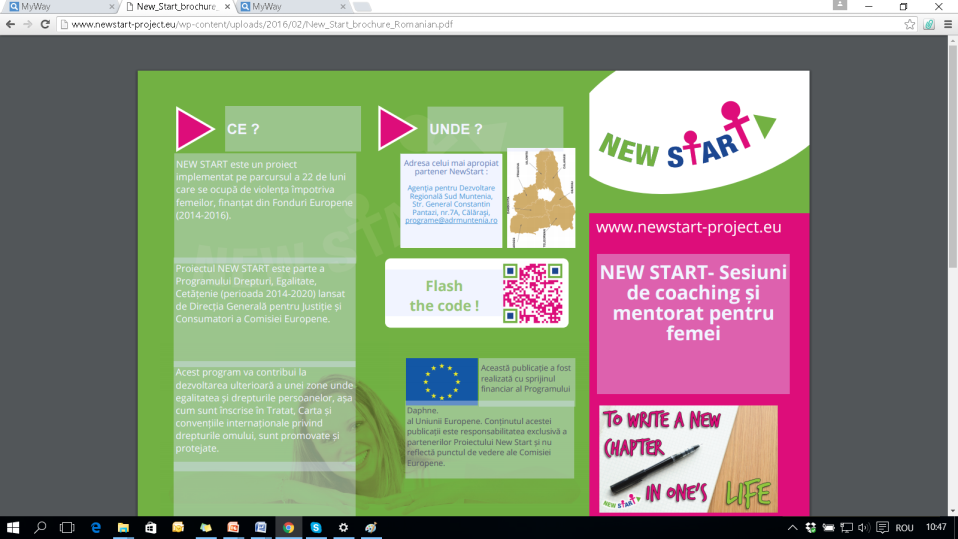 MyWay
New_Start_brochure_
MyWay
www.newstart-project.eu/wp-content/uploads/2016/02/New_Start_brochure_Romanian.pdf
CE ?
NEW START este un proiect
implementat pe parcursul a 22 de luni
care se ocupă de violența împotriva
femeilor, finanțat din Fonduri Europene
(2014-2016).
Proiectul NEW START este parte a
Programului Drepturi, Egalitate,
Cetățenie (perioada 2014-2020) lansat
de Direcția Generală pentru Justiție și
Consumatori a Comisiei Europene.
Acest program va contribui la
dezvoltarea ulterioară a unei zone unde
egalitatea și drepturile persoanelor, așa
cum sunt înscrise în Tratat, Carta și
convențiile internaționale privind
drepturile omului, sunt promovate si
protejate.
UNDE ?
Adresa celui mai apropiat
partener NewStart :
Agenția pentru Dezvoltare
Regională Sud Muntenia,
Str. General Constantin
Pantazi, nr.7A, Călărași,
programe@adrmuntenia.ro
Flash
the code !
Această publicație a fost
realizată cu sprijinul
financiar al Programului
Daphne.
al Uniunii Europene. Conținutul acestei
publicații este responsabilitatea exclusivă a
partenerilor Proiectului New Start și nu
reflectă punctul de vedere ale Comisiei
Europene.
NEW START
www.newstart-project.eu
NEW START- Sesiuni
de coaching și
mentorat pentru
femei
TO WRITE A NEW
CHAPTER
IN ONE'S LIFE
NEW START
ROU
10:47